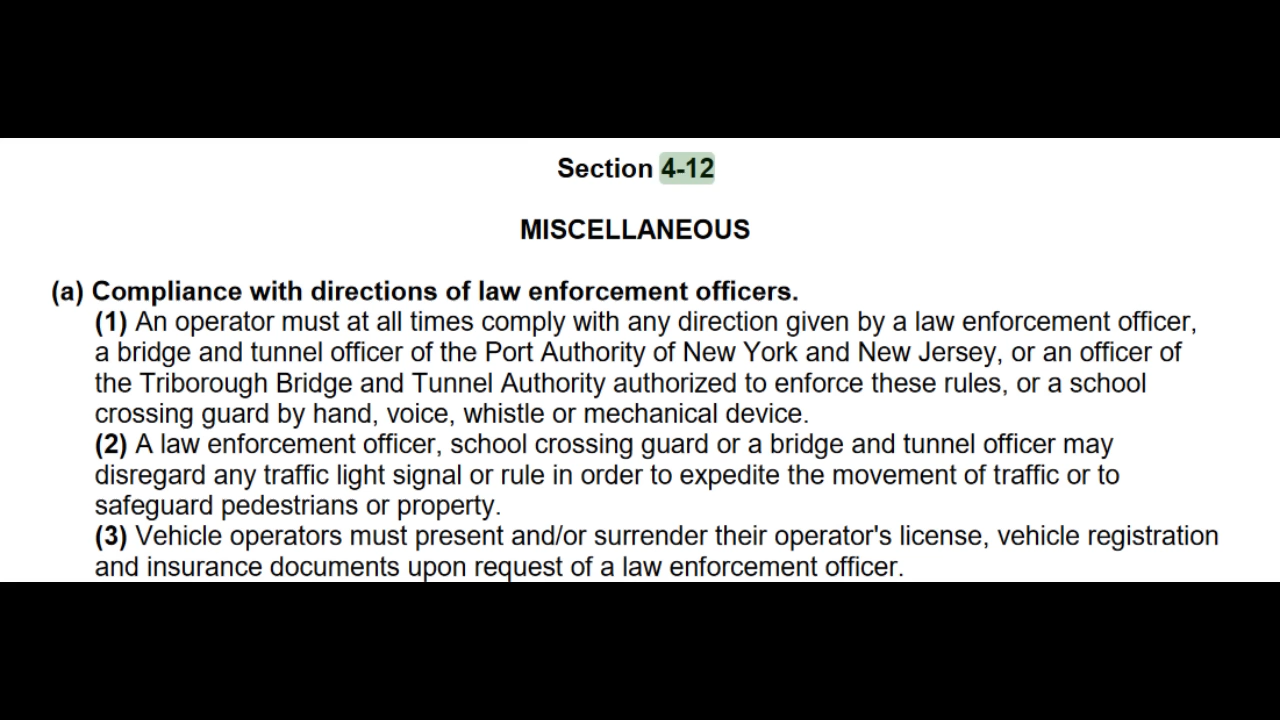 Section 4-12
MISCELLANEOUS
(a) Compliance with directions of law enforcement officers.
(1) An operator must at all times comply with any direction given by a law enforcement officer,
a bridge and tunnel officer of the Port Authority of New York and New Jersey, or an officer of
the Triborough Bridge and Tunnel Authority authorized to enforce these rules, or a school
crossing guard by hand, voice, whistle or mechanical device.
(2) A law enforcement officer, school crossing guard or a bridge and tunnel officer may
disregard any traffic light signal or rule in order to expedite the movement of traffic or to
safeguard pedestrians or property.
(3) Vehicle operators must present and/or surrender their operator's license, vehicle registration
and insurance documents upon request of a law enforcement officer.